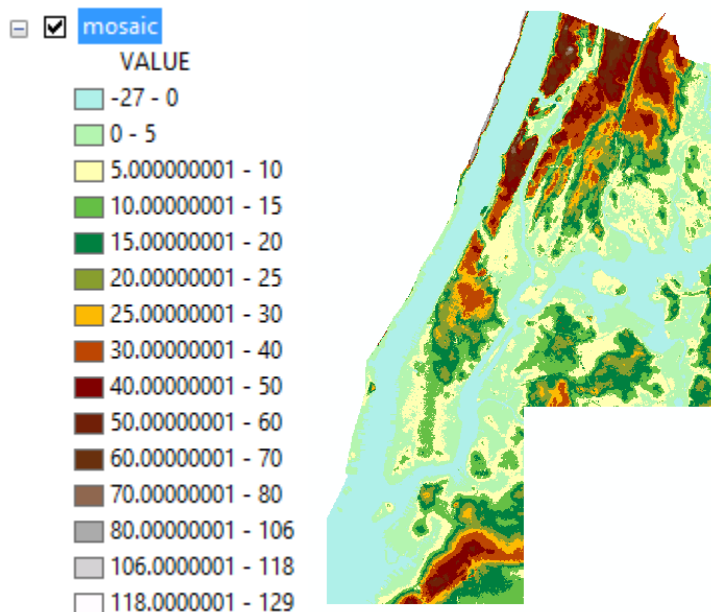 mosaic
VALUE
-27 - 0
0 - 5
5.000000001 - 10
10.00000001 - 15
15.00000001 - 20
20.00000001 - 25
25.00000001 - 30
30.00000001 - 40
40.00000001 - 50
50.00000001 - 60
60.00000001 - 70
70.00000001 - 80
80.00000001 - 106
106.0000001 - 118
118.0000001 - 129